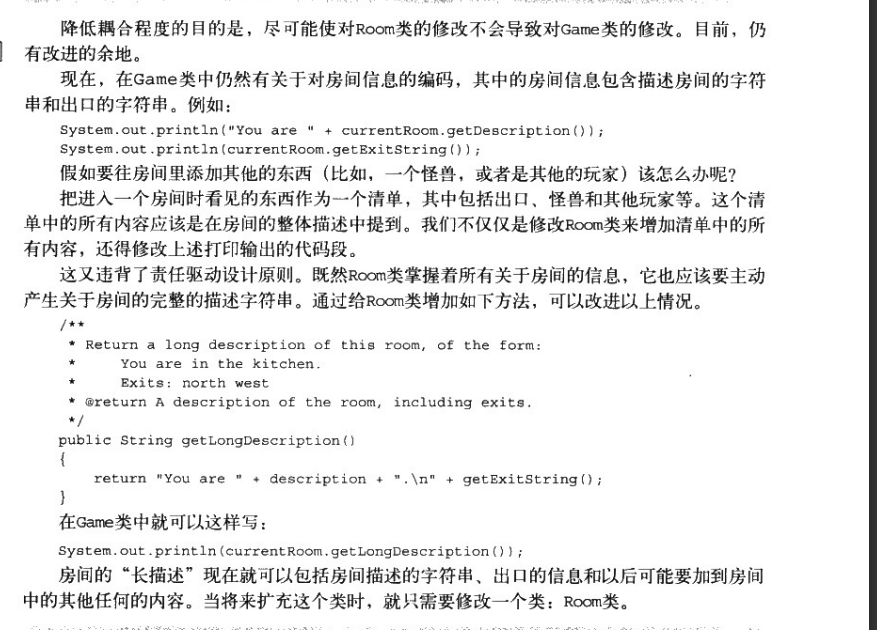 降低耦合程度的目的是，尽可能使对Room类的修改不会导致对Game类的修改。目前，仍
有改进的余地。
现在，在Game类中仍然有关于对房间信息的编码，其中的房间信息包含描述房间的字符
串和出口的字符串。例如：
System.out.println("You are " + currentRoom.getDescription());
System.out.println(currentRoom.getExitString());
假如要往房间里添加其他的东西（比如，一个怪兽，或者是其他的玩家）该怎么办呢？
把进入一个房间时看见的东西作为一个清单，其中包括出口、怪兽和其他玩家等。这个清
单中的所有内容应该是在房间的整体描述中提到。我们不仅仅是修改Room类来增加清单中的所
有内容，还得修改上述打印输出的代码段。
这又违背了责任驱动设计原则。既然Room类掌握着所有关于房间的信息，它也应该要主动
产生关于房间的完整的描述字符串。通过给Room类增加如下方法，可以改进以上情况。
/**
* Return a long description of this room, of the form:
*     You are in the kitchen.
*     Exits: north west
* @return A description of the room, including exits.
*/
public String getLongDescription()
{
return "You are " + description + ".\n" + getExitString();
}
在Game类中就可以这样写：
System.out.println(currentRoom.getLongDescription());
房间的“长描述”现在就可以包括房间描述的字符串、出口的信息和以后可能要加到房间
中的其他任何的内容。当将来扩充这个类时，就只需要修改一个类：Room类。